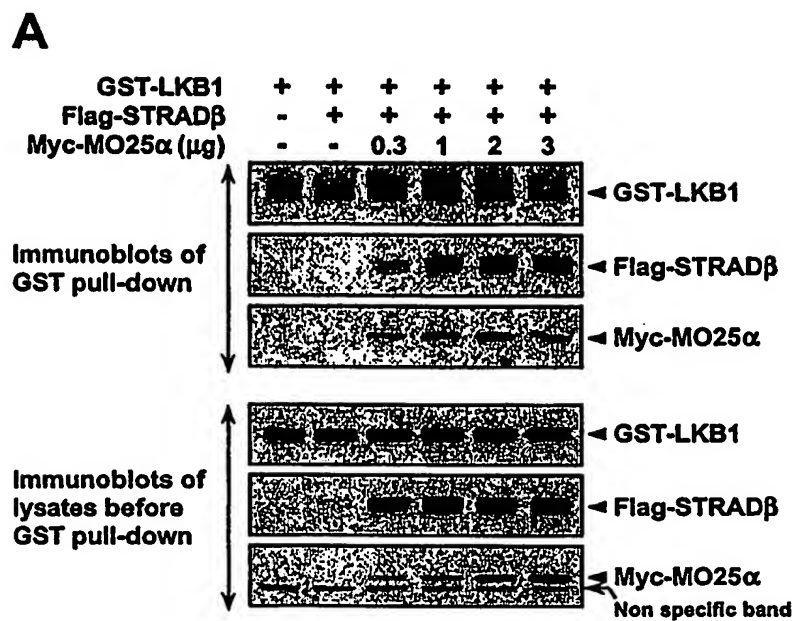 A
GST-LKB1 + + + + + +
Flag-STRADβ - + + + + +
Myc-MO25α (µg) - - 0.3 1 2 3
GST-LKB1
Immunoblots of
GST pull-down
Flag-STRADβ
Myc-MO25α
GST-LKB1
Immunoblots of
lysates before
GST pull-down
Flag-STRADβ
Myc-MO25α
Non specific band